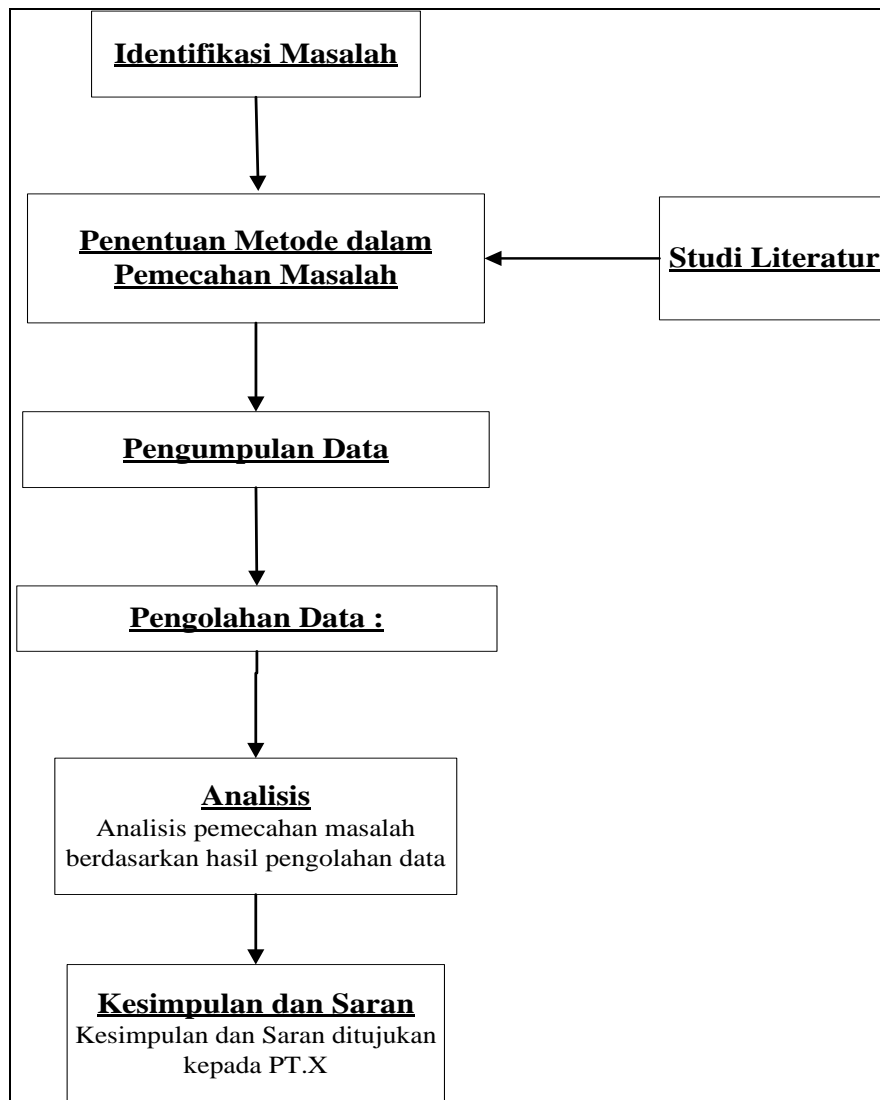 Identifikasi Masalah
Penentuan Metode dalam
Pemecahan Masalah
Studi Literatur
Pengumpulan Data
Pengolahan Data :
Analisis
Analisis pemecahan masalah
berdasarkan hasil pengolahan data
Kesimpulan dan Saran
Kesimpulan dan Saran ditujukan
kepada PT.X